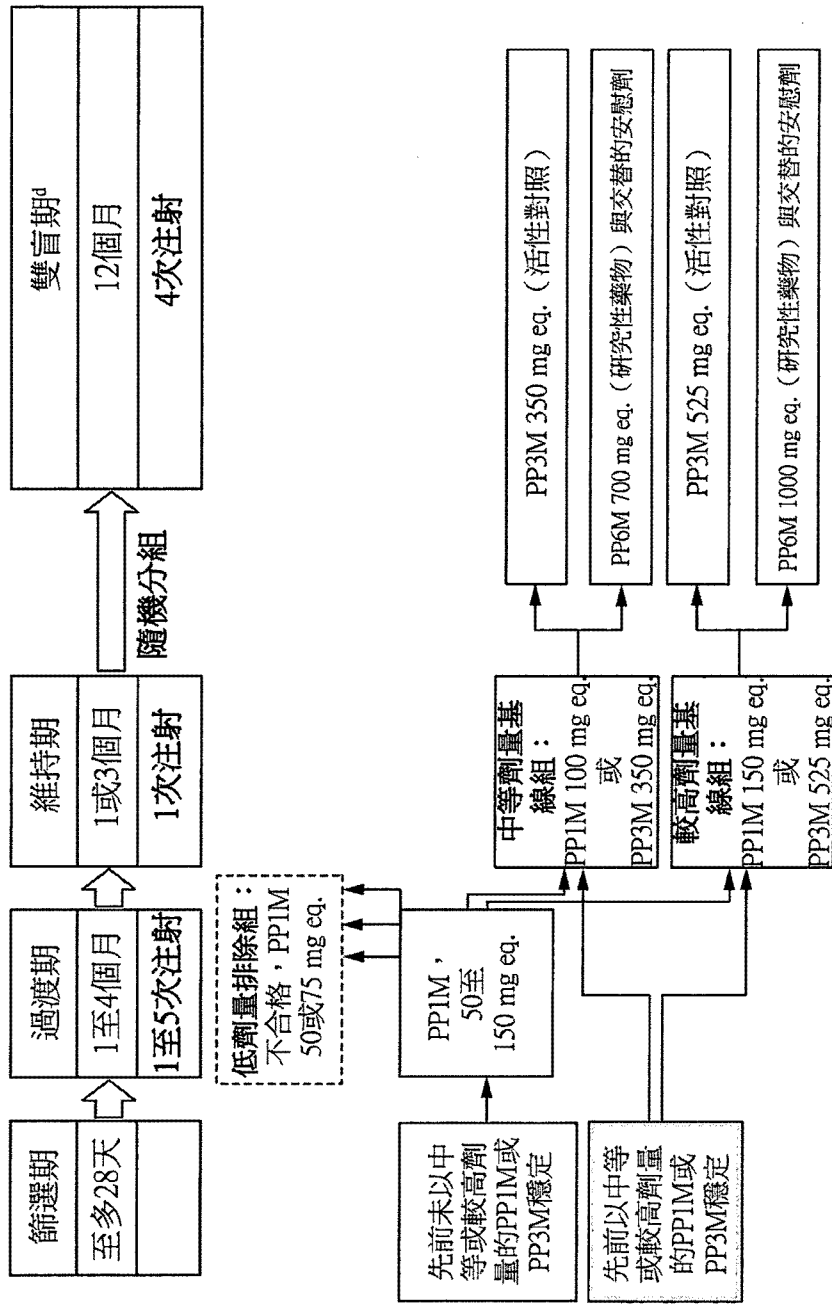 篩選期
至多28天
過渡期
1至4個月
1至5次注射
維持期
1或3個月
1次注射
隨機分組
雙盲期d
12個月
4次注射
低劑量排除組：
不合格，PP1M
50或75 mg eq.
先前未以中
等或較高劑
量的PP1M或
PP3M穩定
PP1M，
50至
150 mg eq.
先前以中等
或較高劑量
的PP1M或
PP3M穩定
中等劑量基
線組：
PP1M 100 mg eq.
或
PP3M 350 mg eq.
較高劑量基
線組：
PP1M 150 mg eq.
或
PP3M 525 mg eq.
PP3M 350 mg eq.（活性對照）
PP6M 700 mg eq.（研究性藥物）與交替的安慰劑
PP3M 525 mg eq.（活性對照）
PP6M 1000 mg eq.（研究性藥物）與交替的安慰劑